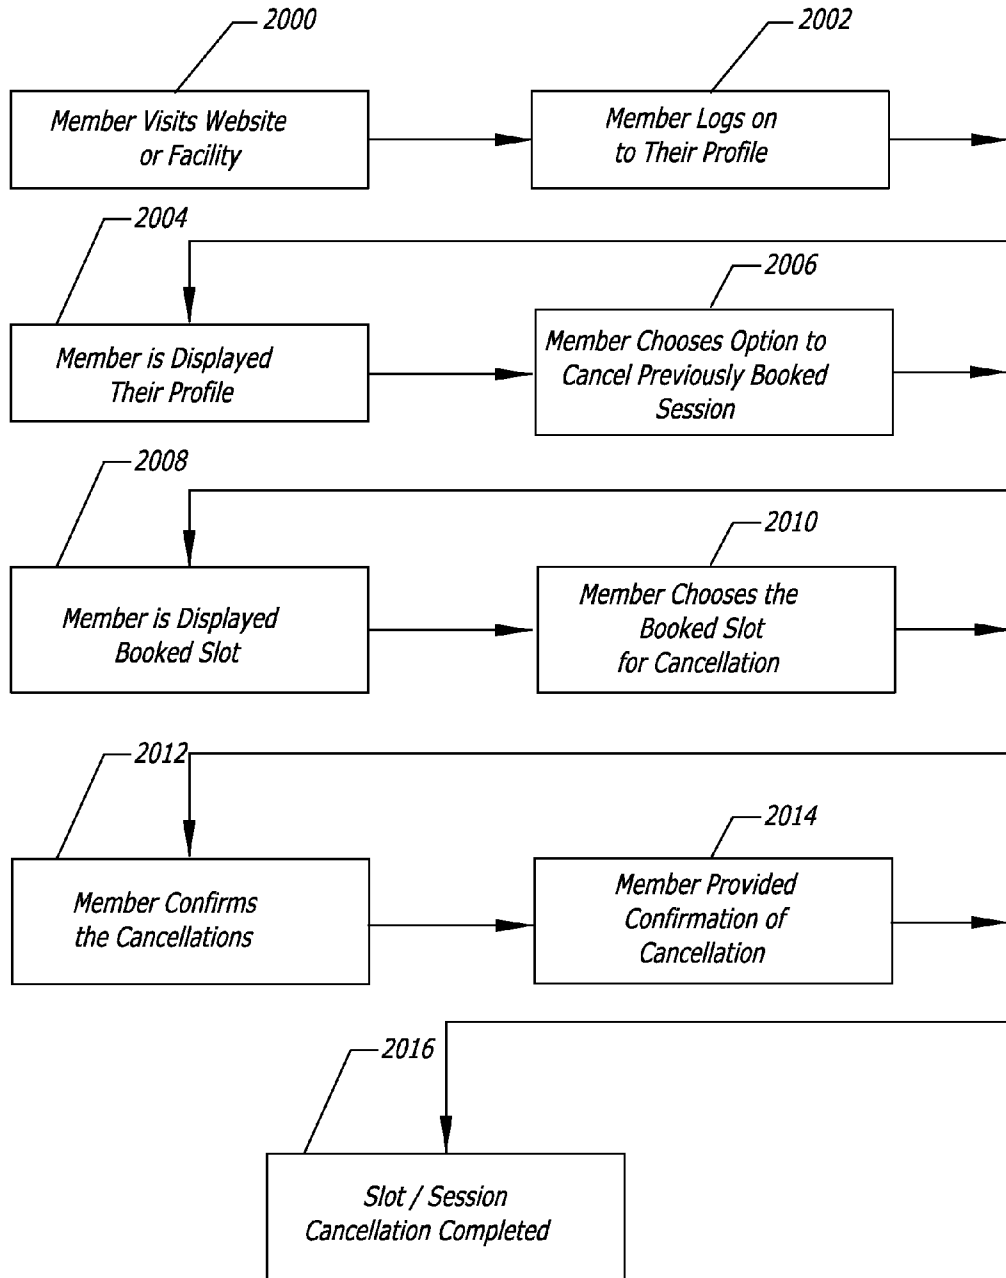 2000
2002
Member Visits Website
or Facility
Member Logs on
to Their Profile
2004
2006
Member is Displayed
Their Profile
Member Chooses Option to
Cancel Previously Booked
Session
2008
2010
Member is Displayed
Booked Slot
Member Chooses the
Booked Slot
for Cancellation
2012
2014
Member Confirms
the Cancellations
Member Provided
Confirmation of
Cancellation
2016
Slot / Session
Cancellation Completed